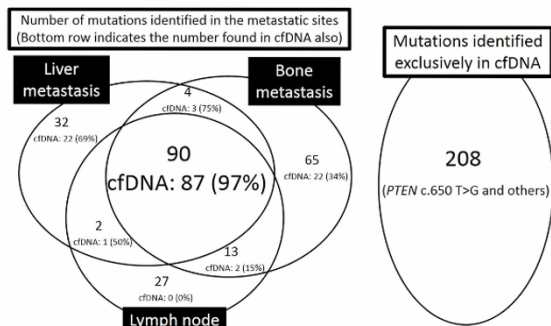 Number of mutations identified in the metastatic sites
(Bottom row indicates the number found in cfDNA also)
Liver
metastasis
Bone
metastasis
4
cfDNA: 3 (75%)
32
cfDNA: 22 (69%)
90
cfDNA: 87 (97%)
65
cfDNA: 22 (34%)
2
cfDNA: 1 (50%)
13
cfDNA: 2 (15%)
27
cfDNA: 0 (0%)
Lymph node
Mutations identified
exclusively in cfDNA
208
(PTEN c.650 T>G and others)